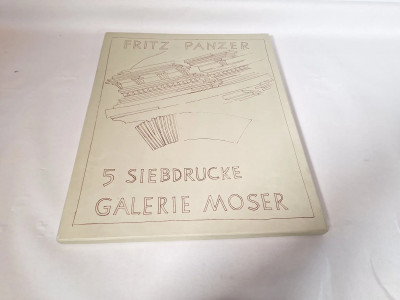 FRITZ PANZER
5 SIEBDRUCKE
GALERIE MOSER